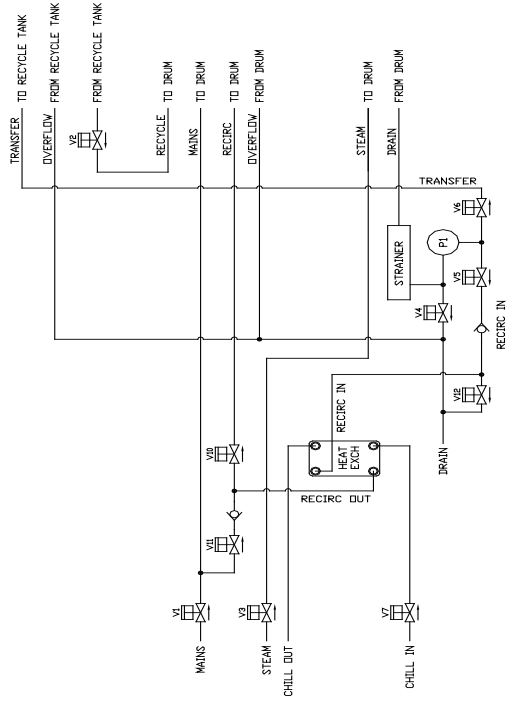 TRANSFER
TO RECYCLE TANK
OVERFLOW
FROM RECYCLE TANK
V2
FROM RECYCLE TANK
RECYCLE
TO DRUM
MAINS
TO DRUM
RECIRC
TO DRUM
OVERFLOW
FROM DRUM
STEAM
TO DRUM
DRAIN
FROM DRUM
TRANSFER
V6
P1
STRAINER
V5
V4
RECIRC IN
V12
RECIRC IN
DRAIN
V10
HEAT
EXCH
RECIRC OUT
V11
V1
V3
V7
MAINS
STEAM
CHILL OUT
CHILL IN